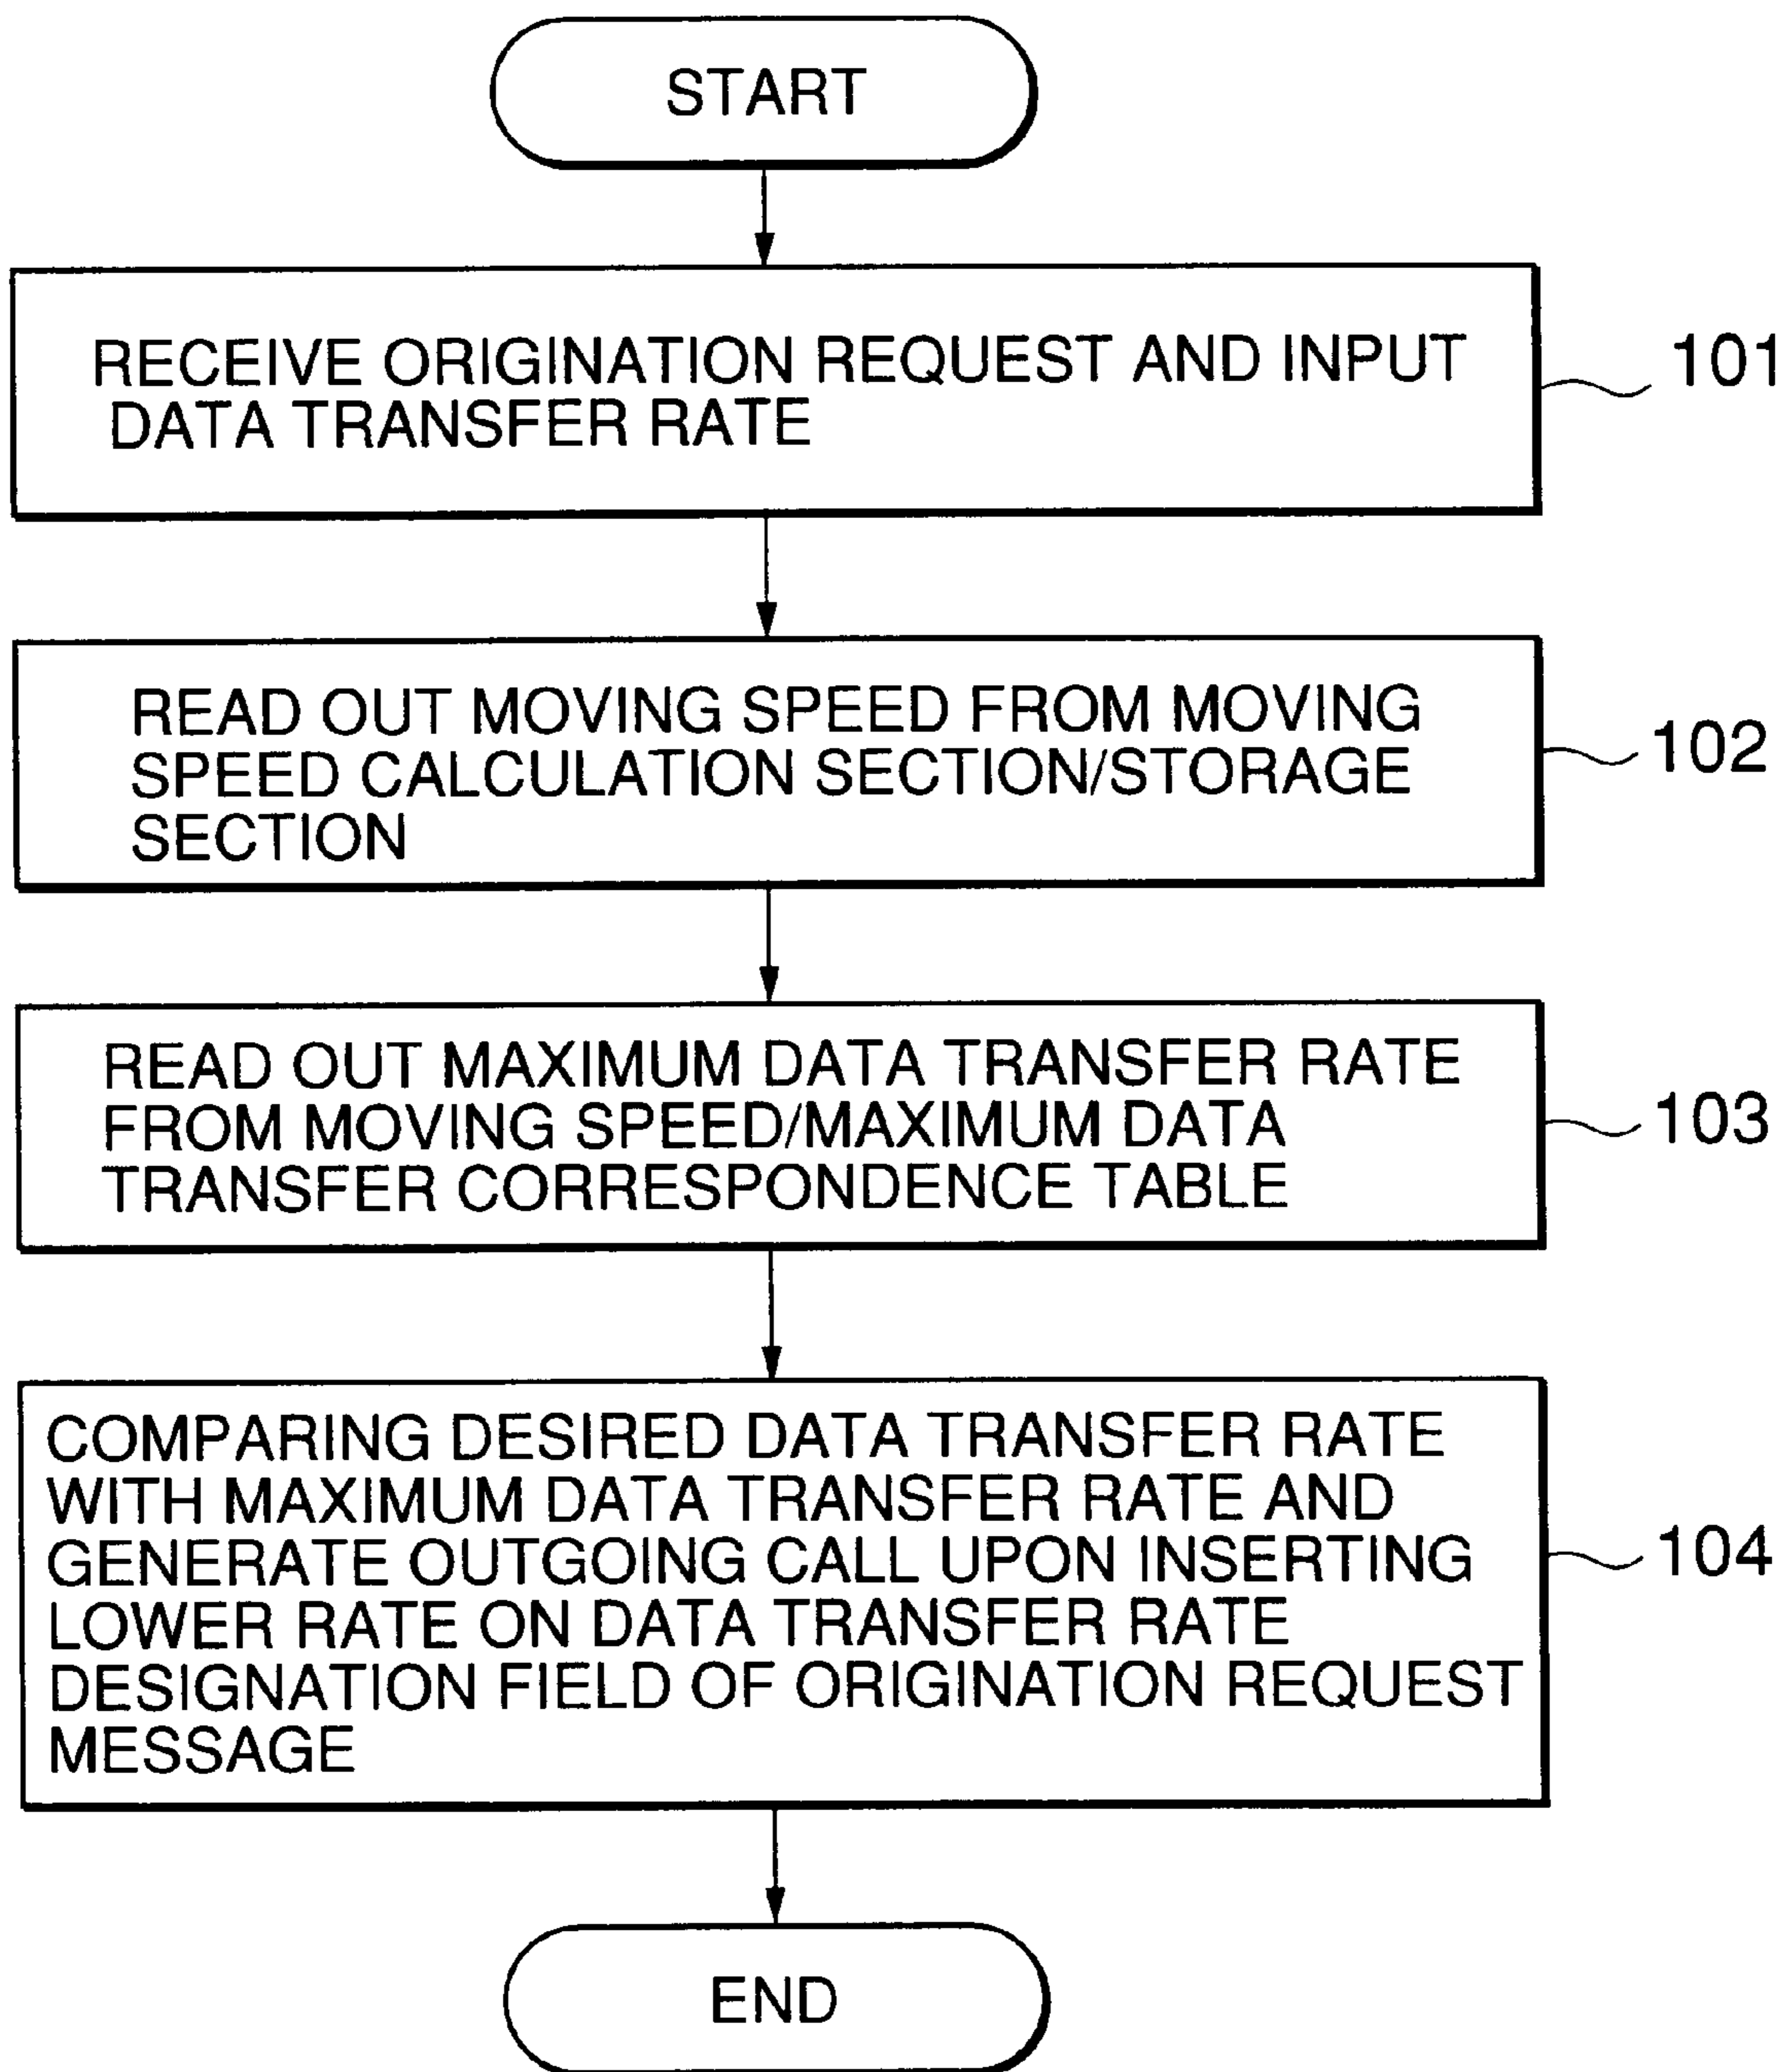 START
RECEIVE ORIGINATION REQUEST AND INPUT
DATA TRANSFER RATE
101
READ OUT MOVING SPEED FROM MOVING
SPEED CALCULATION SECTION/STORAGE
SECTION
102
READ OUT MAXIMUM DATA TRANSFER RATE
FROM MOVING SPEED/MAXIMUM DATA
TRANSFER CORRESPONDENCE TABLE
103
COMPARING DESIRED DATA TRANSFER RATE
WITH MAXIMUM DATA TRANSFER RATE AND
GENERATE OUTGOING CALL UPON INSERTING
LOWER RATE ON DATA TRANSFER RATE
DESIGNATION FIELD OF ORIGINATION REQUEST
MESSAGE
104
END